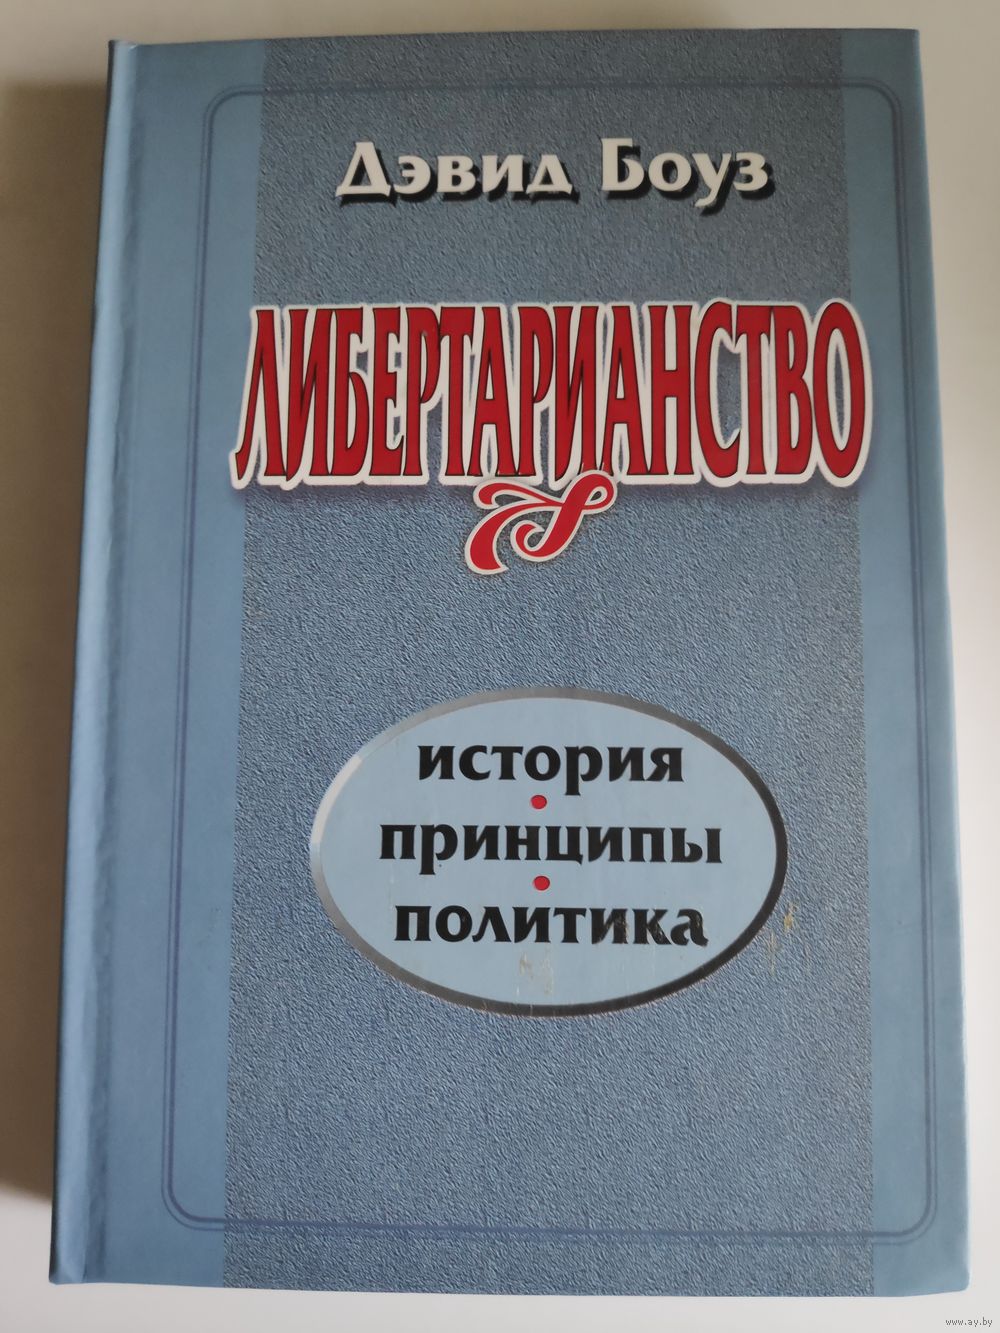 Дэвид Боуз
ЛИБЕРТАРИАНСТВО
история
принципы
политика
www.ay.by